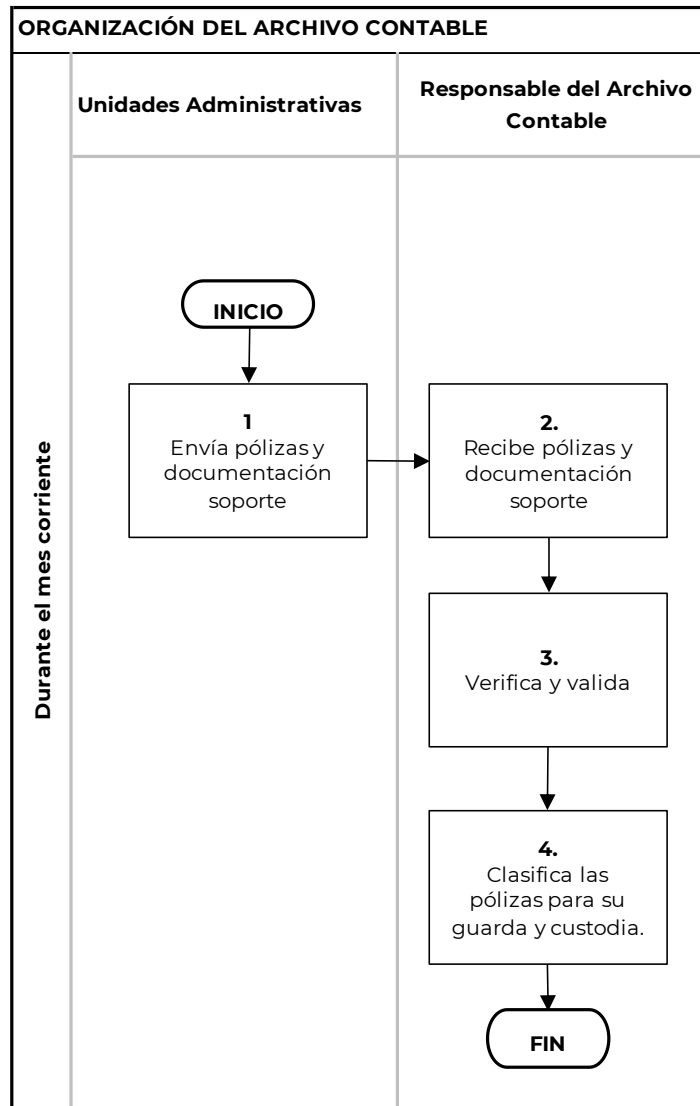 ORGANIZACIÓN DEL ARCHIVO CONTABLE
Unidades Administrativas
Responsable del Archivo
Contable
Durante el mes corriente
INICIO
1
Envía pólizas y
documentación
soporte
2.
Recibe pólizas y
documentación
soporte
3.
Verifica y valida
4.
Clasifica las
pólizas para su
guarda y custodia.
FIN